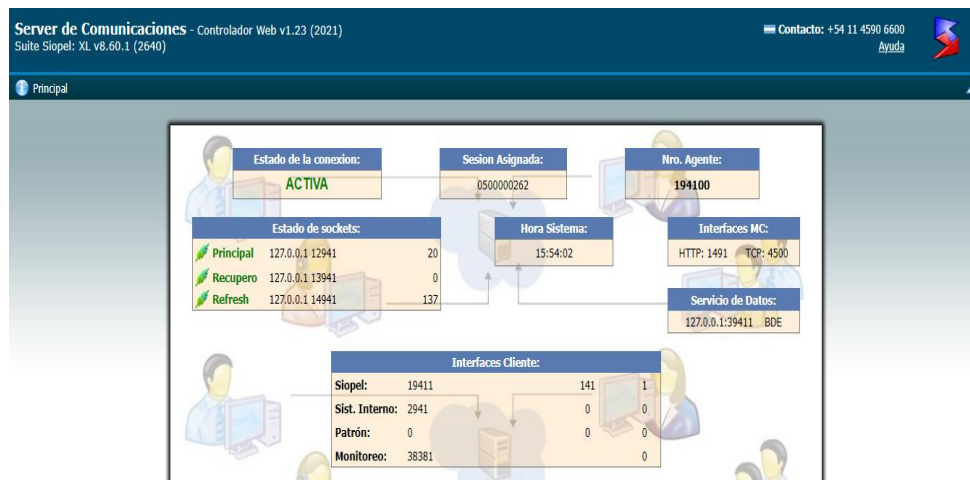 Server de Comunicaciones - Controlador Web v1.23 (2021)
Suite Siopel: XL v8.60.1 (2640)
Contacto: +54 11 4590 6600
Ayuda
Principal
Estado de la conexion:
ACTIVA
Sesion Asignada:
0500000262
Nro. Agente:
194100
Estado de sockets:
Principal 127.0.0.1 12941 20
Recupero 127.0.0.1 13941 0
Refresh 127.0.0.1 14941 137
Hora Sistema:
15:54:02
Interfaces MC:
HTTP: 1491 TCP: 4500
Servicio de Datos:
127.0.0.1:39411 BDE
Interfaces Cliente:
Siopel: 19411 141 1
Sist. Interno: 2941 0 0
Patrón: 0 0 0
Monitoreo: 38381 0